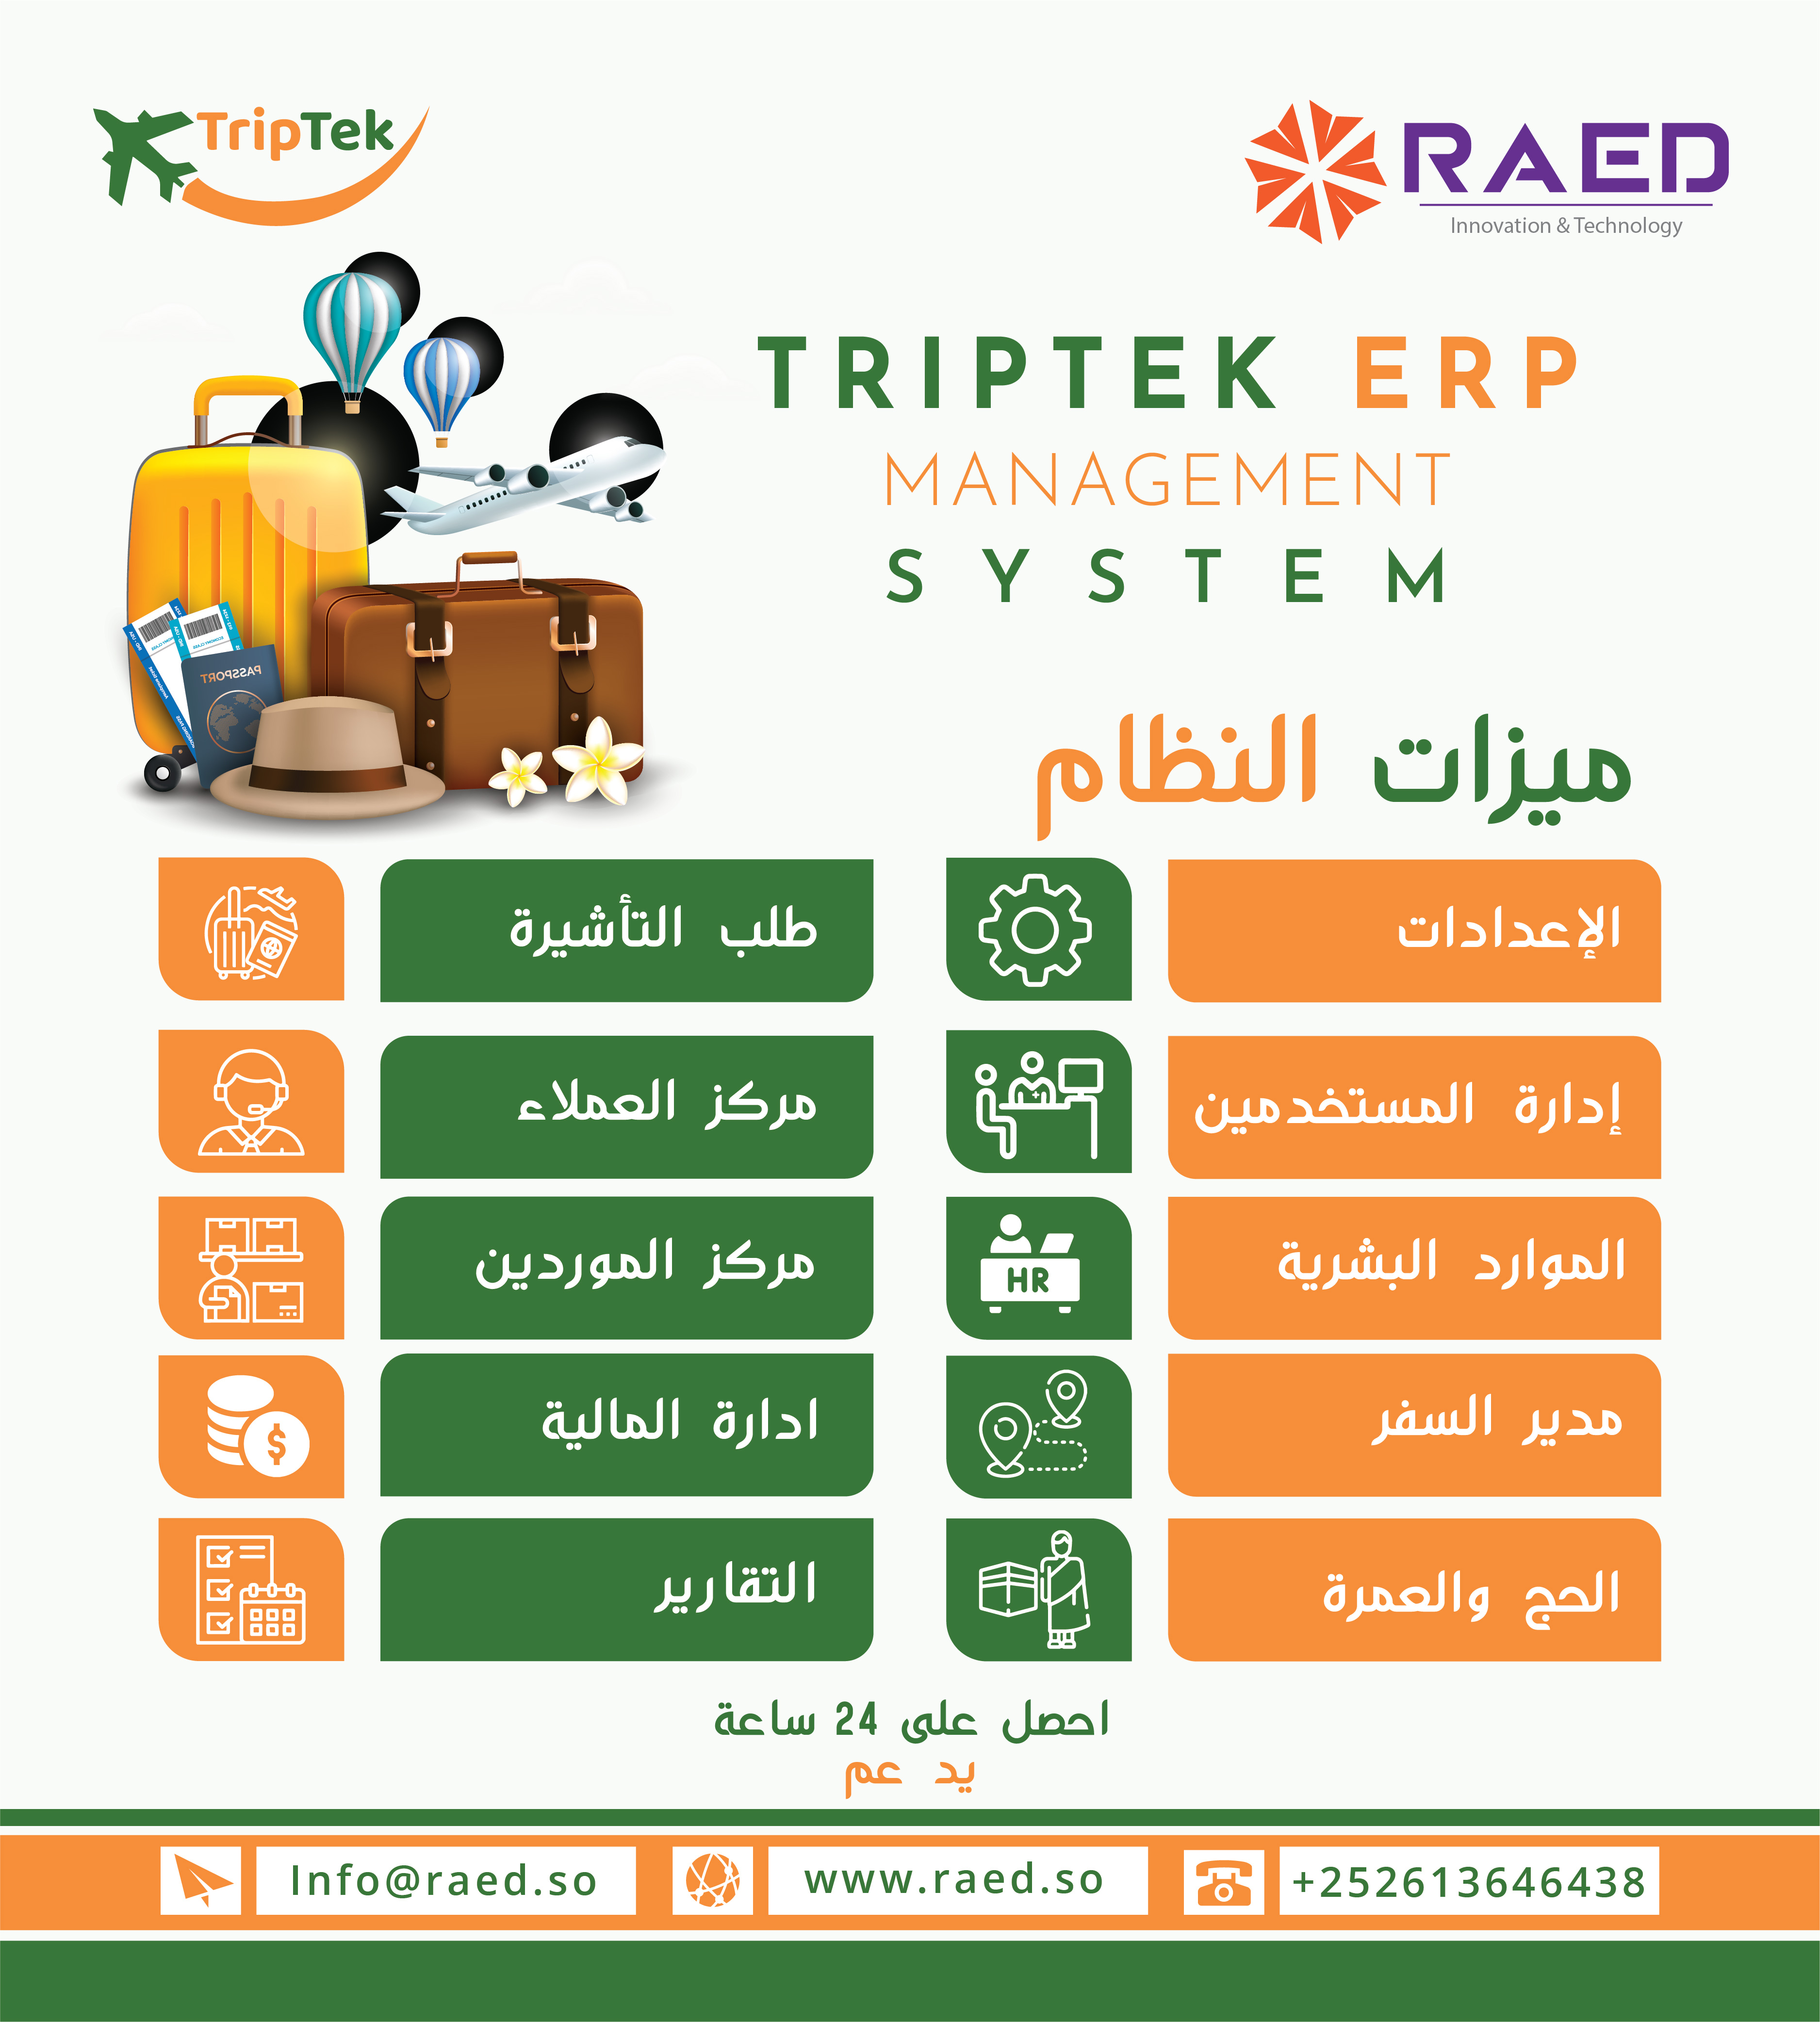 TripTek
RAED
Innovation & Technology
TRIPTEK ERP
MANAGEMENT
SYSTEM
PASSPORT
ميزات النظام
الإعدادات
طلب التأشيرة
إدارة المستخدمين
مركز العملاء
الموارد البشرية
HR
مركز الموردين
مدير السفر
ادارة المالية
$
الحج والعمرة
التقارير
احصل على 24 ساعة
يد عم
Info@raed.so
www.raed.so
+252613646438